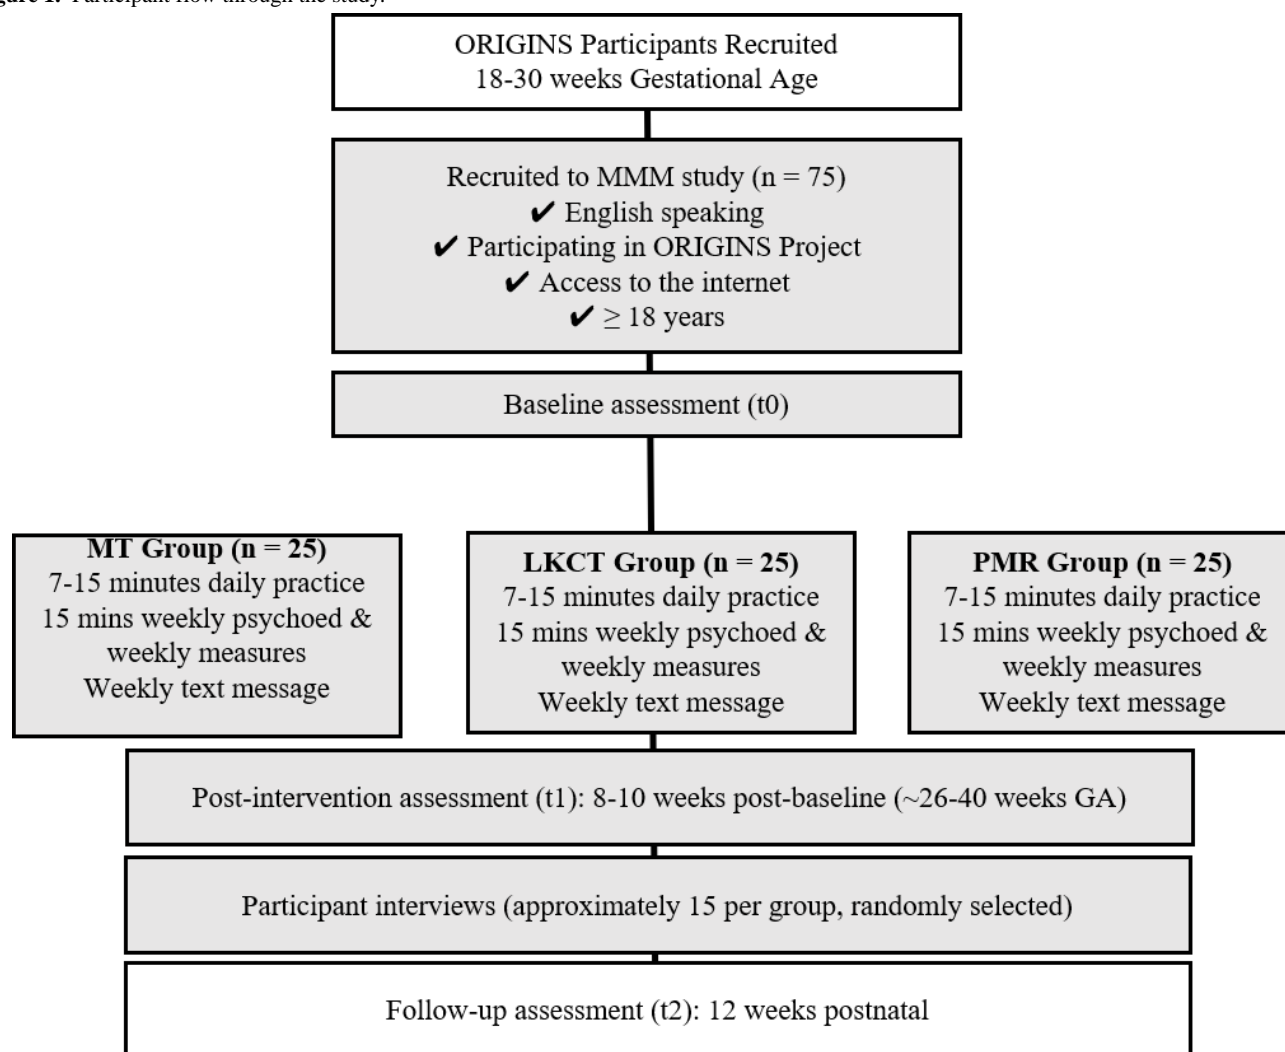 Figure 1. Participant flow through the study.
ORIGINS Participants Recruited
18-30 weeks Gestational Age
Recruited to MMM study (n = 75)
✔ English speaking
✔ Participating in ORIGINS Project
✔ Access to the internet
✔ ≥ 18 years
Baseline assessment (t0)
MT Group (n = 25)
7-15 minutes daily practice
15 mins weekly psychoed &
weekly measures
Weekly text message
LKCT Group (n = 25)
7-15 minutes daily practice
15 mins weekly psychoed &
weekly measures
Weekly text message
PMR Group (n = 25)
7-15 minutes daily practice
15 mins weekly psychoed &
weekly measures
Weekly text message
Post-intervention assessment (t1): 8-10 weeks post-baseline (~26-40 weeks GA)
Participant interviews (approximately 15 per group, randomly selected)
Follow-up assessment (t2): 12 weeks postnatal